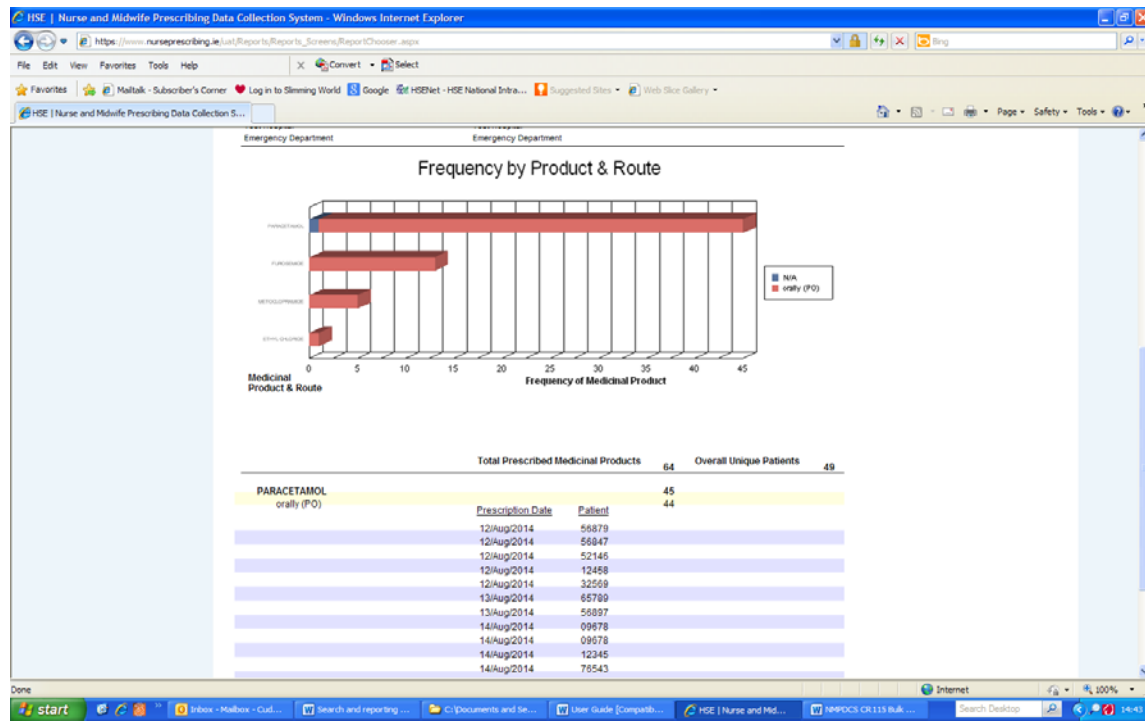 HSE | Nurse and Midwife Prescribing Data Collection System - Windows Internet Explorer
https://www.nurseprescribing.ie/uat/Reports/Reports_Screens/ReportChooser.aspx
Bing
File Edit View Favorites Tools Help
Convert Select
Favorites Mailtalk - Subscriber's Corner Log in to Slimming World Google HSENet - HSE National Intra... Suggested Sites Web Slice Gallery
HSE | Nurse and Midwife Prescribing Data Collection S...
Page Safety Tools
Emergency Department Emergency Department
Frequency by Product & Route
PARACETAMOL
FUROSEMIDE
METOCLOPRAMIDE
ETHYL CHLORIDE
N/A
orally (PO)
0 5 10 15 20 25 30 35 40 45
Medicinal
Product & Route
Frequency of Medicinal Product
Total Prescribed Medicinal Products 64 Overall Unique Patients 49
PARACETAMOL 45
orally (PO) 44
Prescription Date Patient
12/Aug/2014 56879
12/Aug/2014 56847
12/Aug/2014 52146
12/Aug/2014 12458
12/Aug/2014 32569
13/Aug/2014 65789
13/Aug/2014 56897
14/Aug/2014 09678
14/Aug/2014 09678
14/Aug/2014 12345
14/Aug/2014 76543
Done Internet 100%
start Inbox - Mailbox - Cud... Search and reporting ... C:\Documents and Se... User Guide [Compatib... HSE | Nurse and Mid... NMPDCS CR115 Bulk ... Search Desktop 14:43